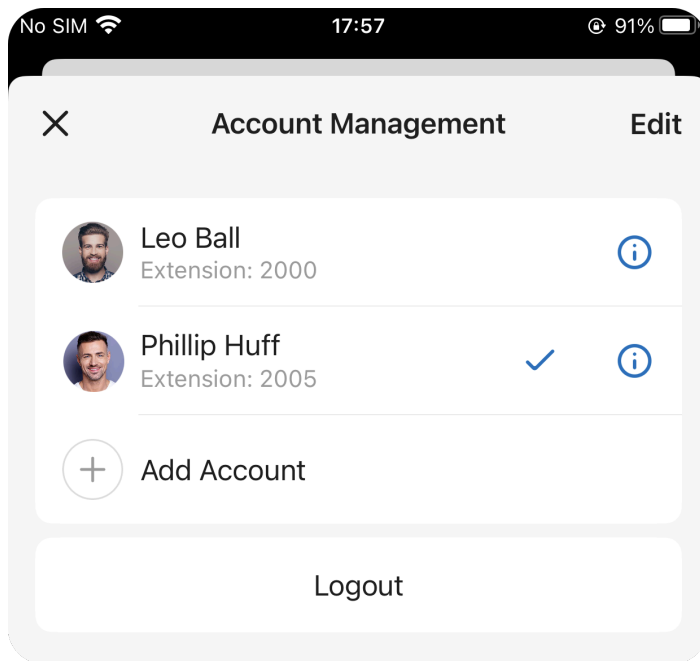 No SIM 17:57 91%
Account Management Edit
Leo Ball
Extension: 2000
Phillip Huff
Extension: 2005
Add Account
Logout